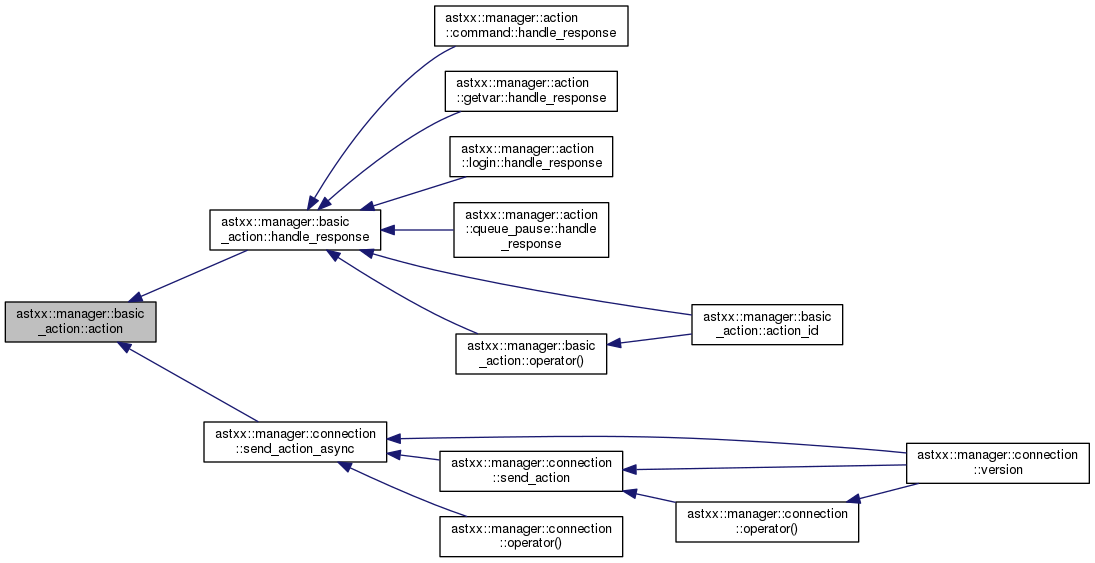 astxx::manager::action
::command::handle_response
astxx::manager::action
::getvar::handle_response
astxx::manager::action
::login::handle_response
astxx::manager::basic
_action::handle_response
astxx::manager::action
::queue_pause::handle
_response
astxx::manager::basic
_action::action
astxx::manager::basic
_action::action_id
astxx::manager::basic
_action::operator()
astxx::manager::connection
::send_action_async
astxx::manager::connection
::send_action
astxx::manager::connection
::version
astxx::manager::connection
::operator()
astxx::manager::connection
::operator()